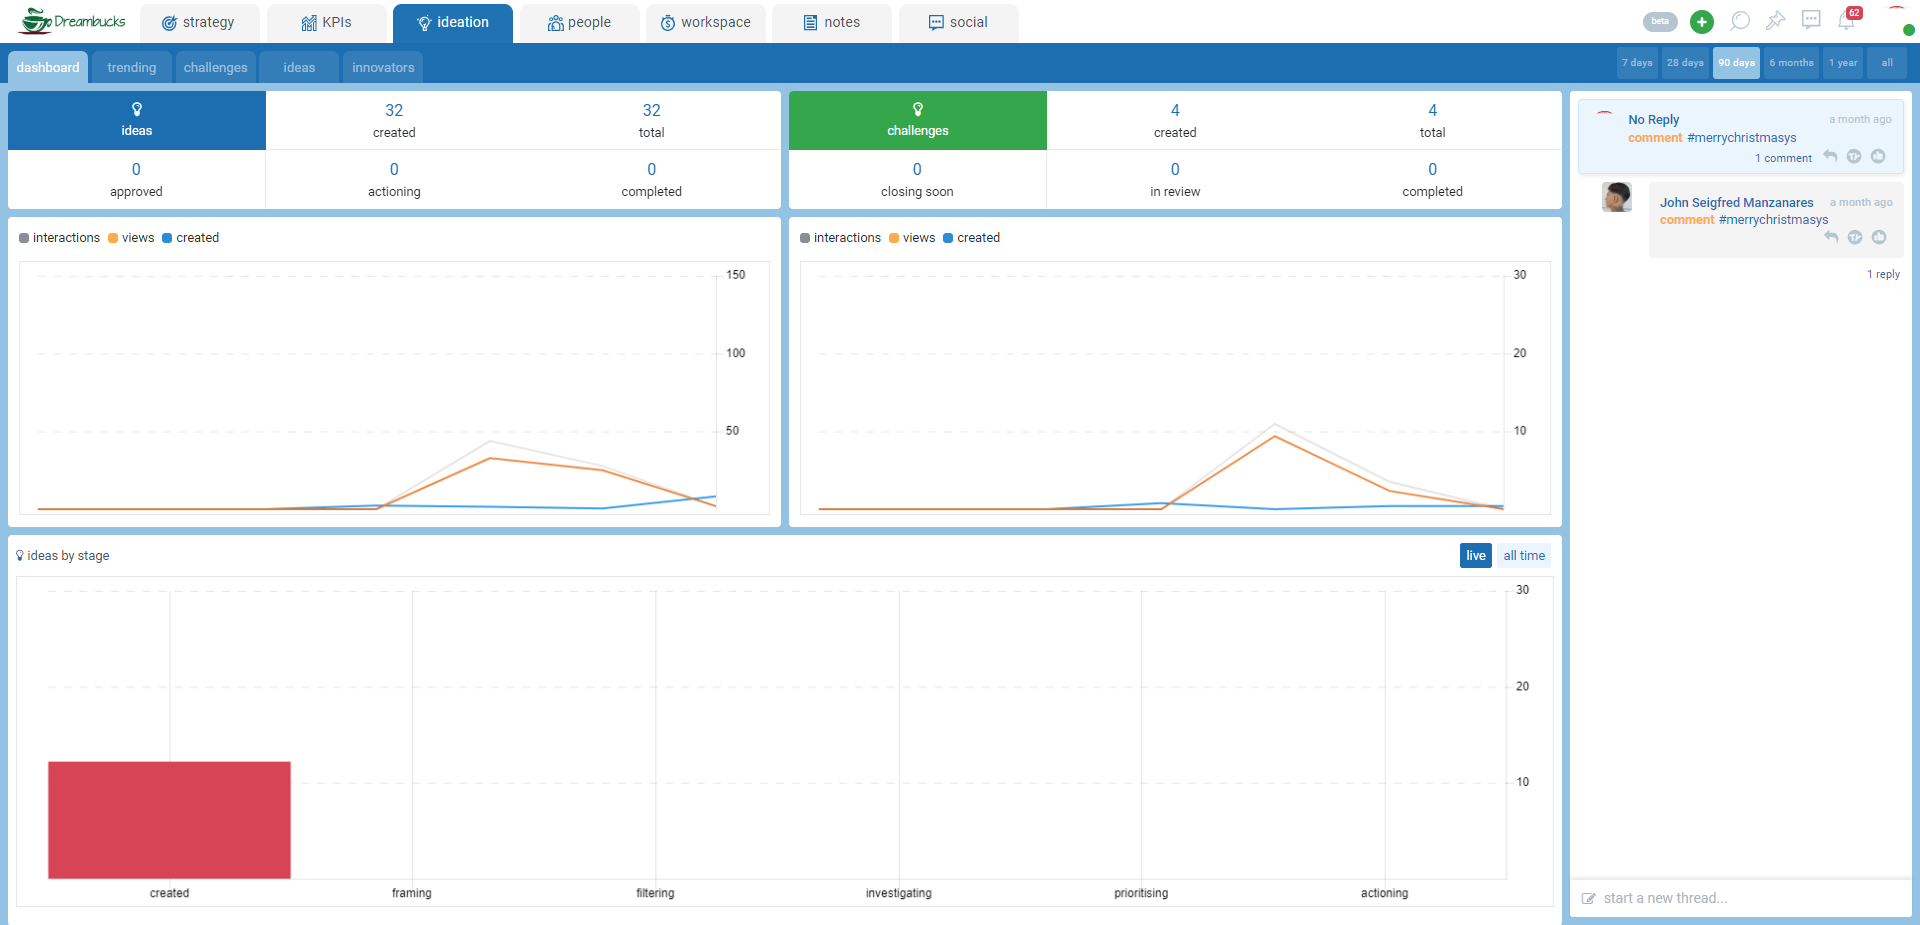 Dreambucks strategy KPIs ideation people workspace notes social beta 62
dashboard trending challenges ideas innovators 7 days 28 days 90 days 6 months 1 year all
ideas
32
created
32
total
0
approved
0
actioning
0
completed
challenges
4
created
4
total
0
closing soon
0
in review
0
completed
interactions views created
150
100
50
interactions views created
30
20
10
ideas by stage live all time
30
20
10
created framing filtering investigating prioritising actioning
No Reply a month ago
comment #merrychristmasys
1 comment
John Seigfred Manzanares a month ago
comment #merrychristmasys
1 reply
start a new thread...